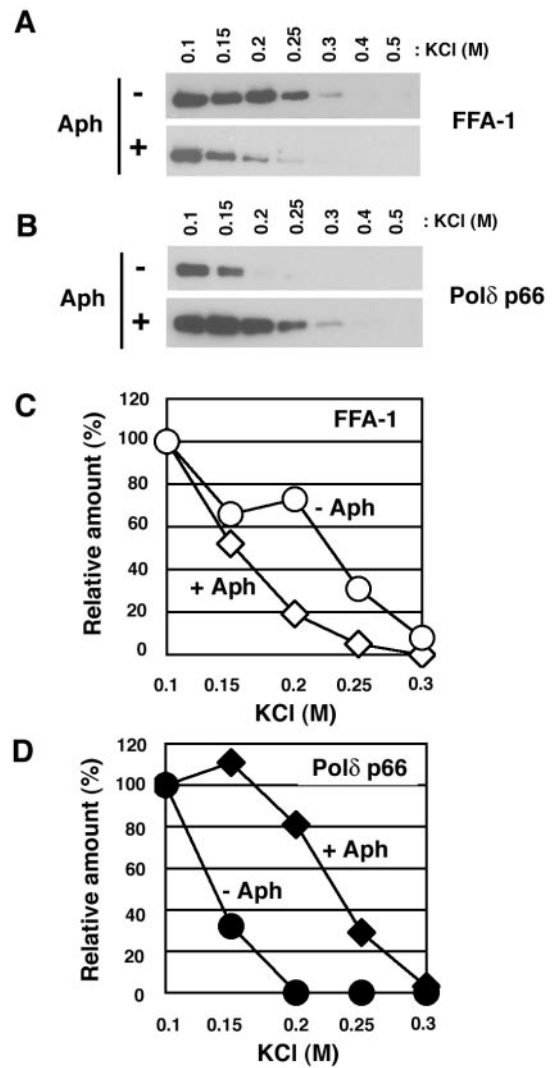 A
0.1 0.15 0.2 0.25 0.3 0.4 0.5 : KCl (M)
Aph - +
FFA-1
B
0.1 0.15 0.2 0.25 0.3 0.4 0.5 : KCl (M)
Aph - +
Polδ p66
C
Relative amount (%)
120
100
80
60
40
20
0
FFA-1
- Aph
+ Aph
0.1 0.15 0.2 0.25 0.3
KCl (M)
D
Relative amount (%)
120
100
80
60
40
20
0
Polδ p66
+ Aph
- Aph
0.1 0.15 0.2 0.25 0.3
KCl (M)